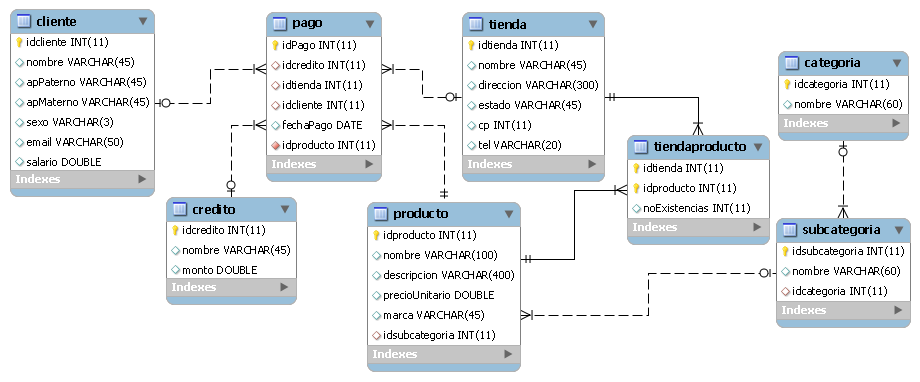 cliente
idcliente INT(11)
nombre VARCHAR(45)
apPaterno VARCHAR(45)
apMaterno VARCHAR(45)
sexo VARCHAR(3)
email VARCHAR(50)
salario DOUBLE
Indexes
pago
idPago INT(11)
idcredito INT(11)
idtienda INT(11)
idcliente INT(11)
fechaPago DATE
idproducto INT(11)
Indexes
tienda
idtienda INT(11)
nombre VARCHAR(45)
direccion VARCHAR(300)
estado VARCHAR(45)
cp INT(11)
tel VARCHAR(20)
Indexes
categoria
idcategoria INT(11)
nombre VARCHAR(60)
Indexes
tiendaproducto
idtienda INT(11)
idproducto INT(11)
noExistencias INT(11)
Indexes
credito
idcredito INT(11)
nombre VARCHAR(45)
monto DOUBLE
Indexes
producto
idproducto INT(11)
nombre VARCHAR(100)
descripcion VARCHAR(400)
precioUnitario DOUBLE
marca VARCHAR(45)
idsubcategoria INT(11)
Indexes
subcategoria
idsubcategoria INT(11)
nombre VARCHAR(60)
idcategoria INT(11)
Indexes